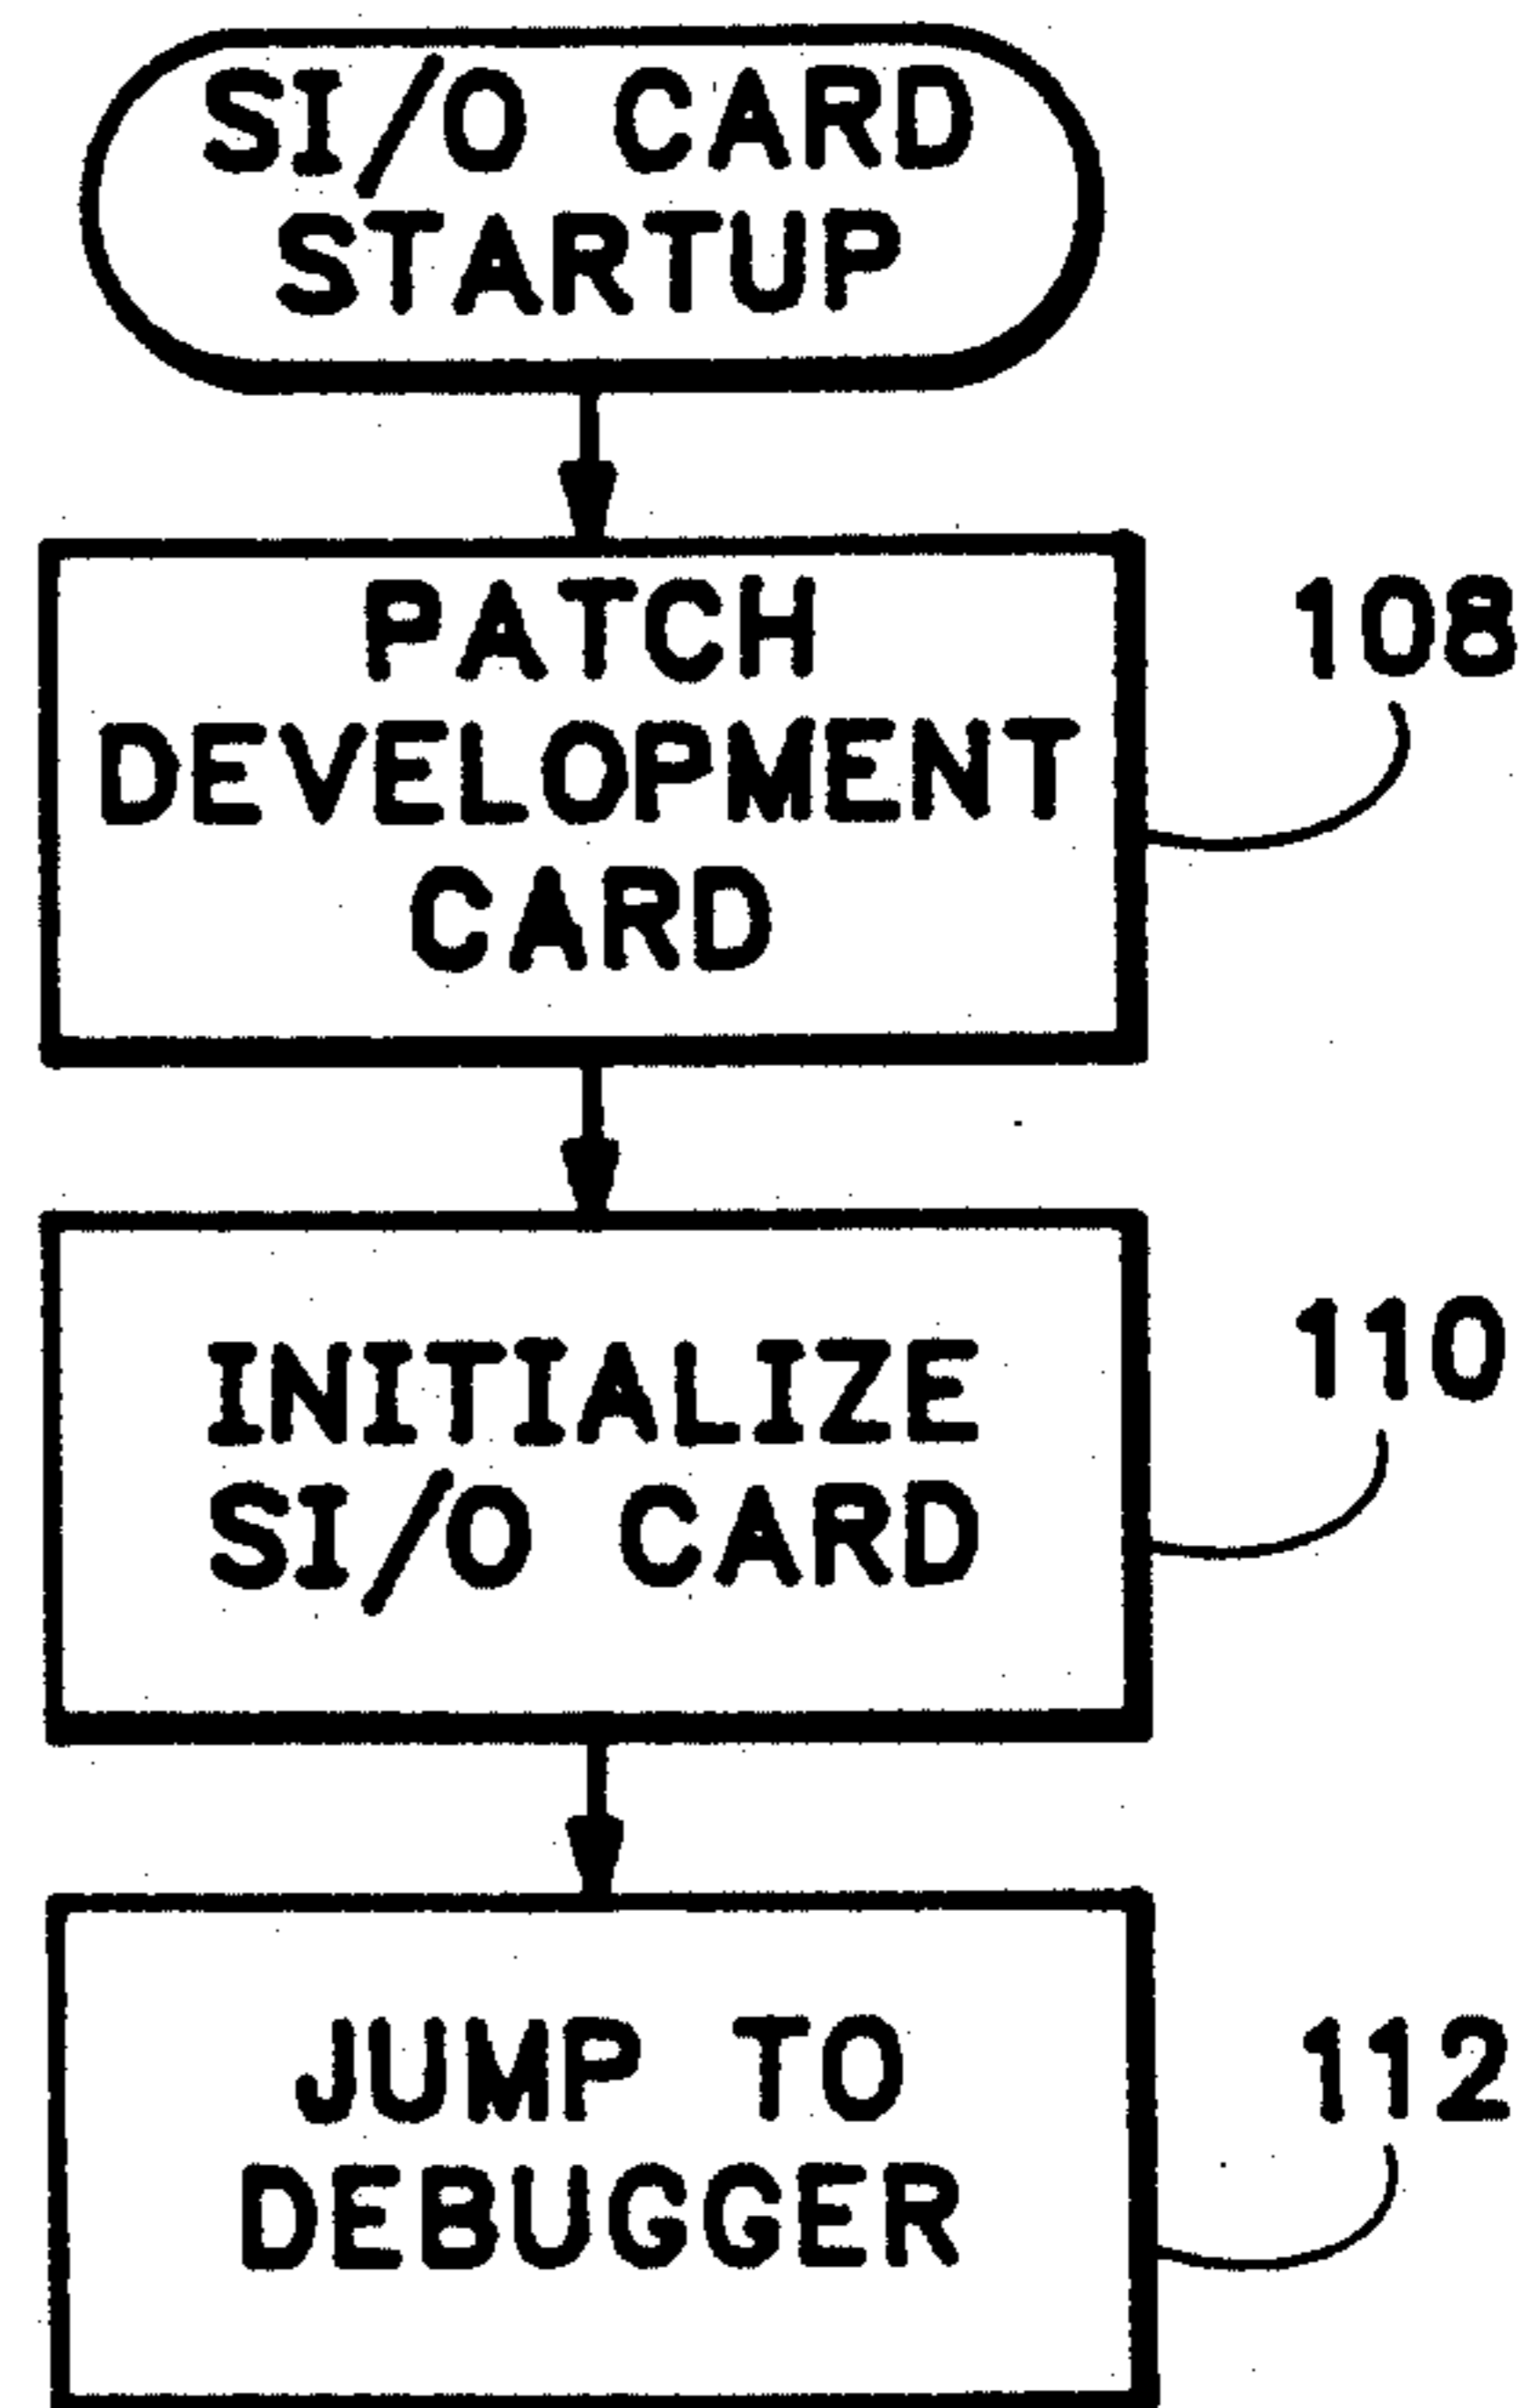 SI/O CARD
STARTUP
PATCH
DEVELOPMENT
CARD
108
INITIALIZE
SI/O CARD
110
JUMP TO
DEBUGGER
112